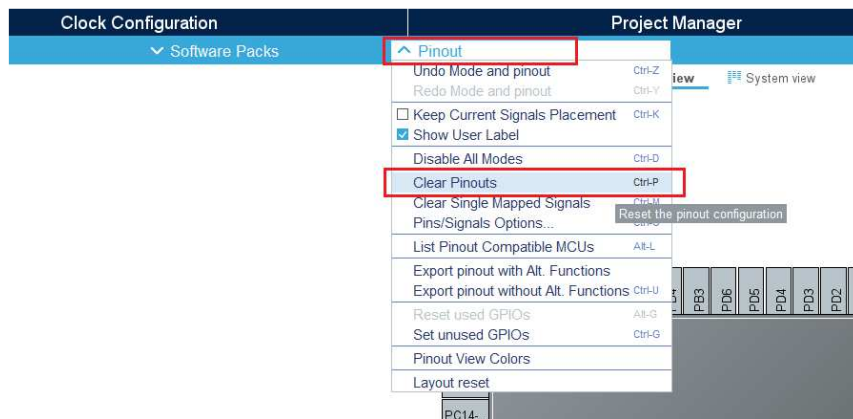 Clock Configuration
Project Manager
Software Packs
Pinout
Undo Mode and pinout Ctrl-Z
iew
System view
Redo Mode and pinout Ctrl-Y
Keep Current Signals Placement Ctrl-K
Show User Label
Disable All Modes Ctrl-D
Clear Pinouts Ctrl-P
Clear Single Mapped Signals Ctrl-M
Reset the pinout configuration
Pins/Signals Options...
List Pinout Compatible MCUs Alt-L
Export pinout with Alt. Functions
Export pinout without Alt. Functions Ctrl-U
Reset used GPIOs Alt-G
Set unused GPIOs Ctrl-G
Pinout View Colors
Layout reset
PB3
PD6
PD5
PD4
PD3
PD2
PC14-